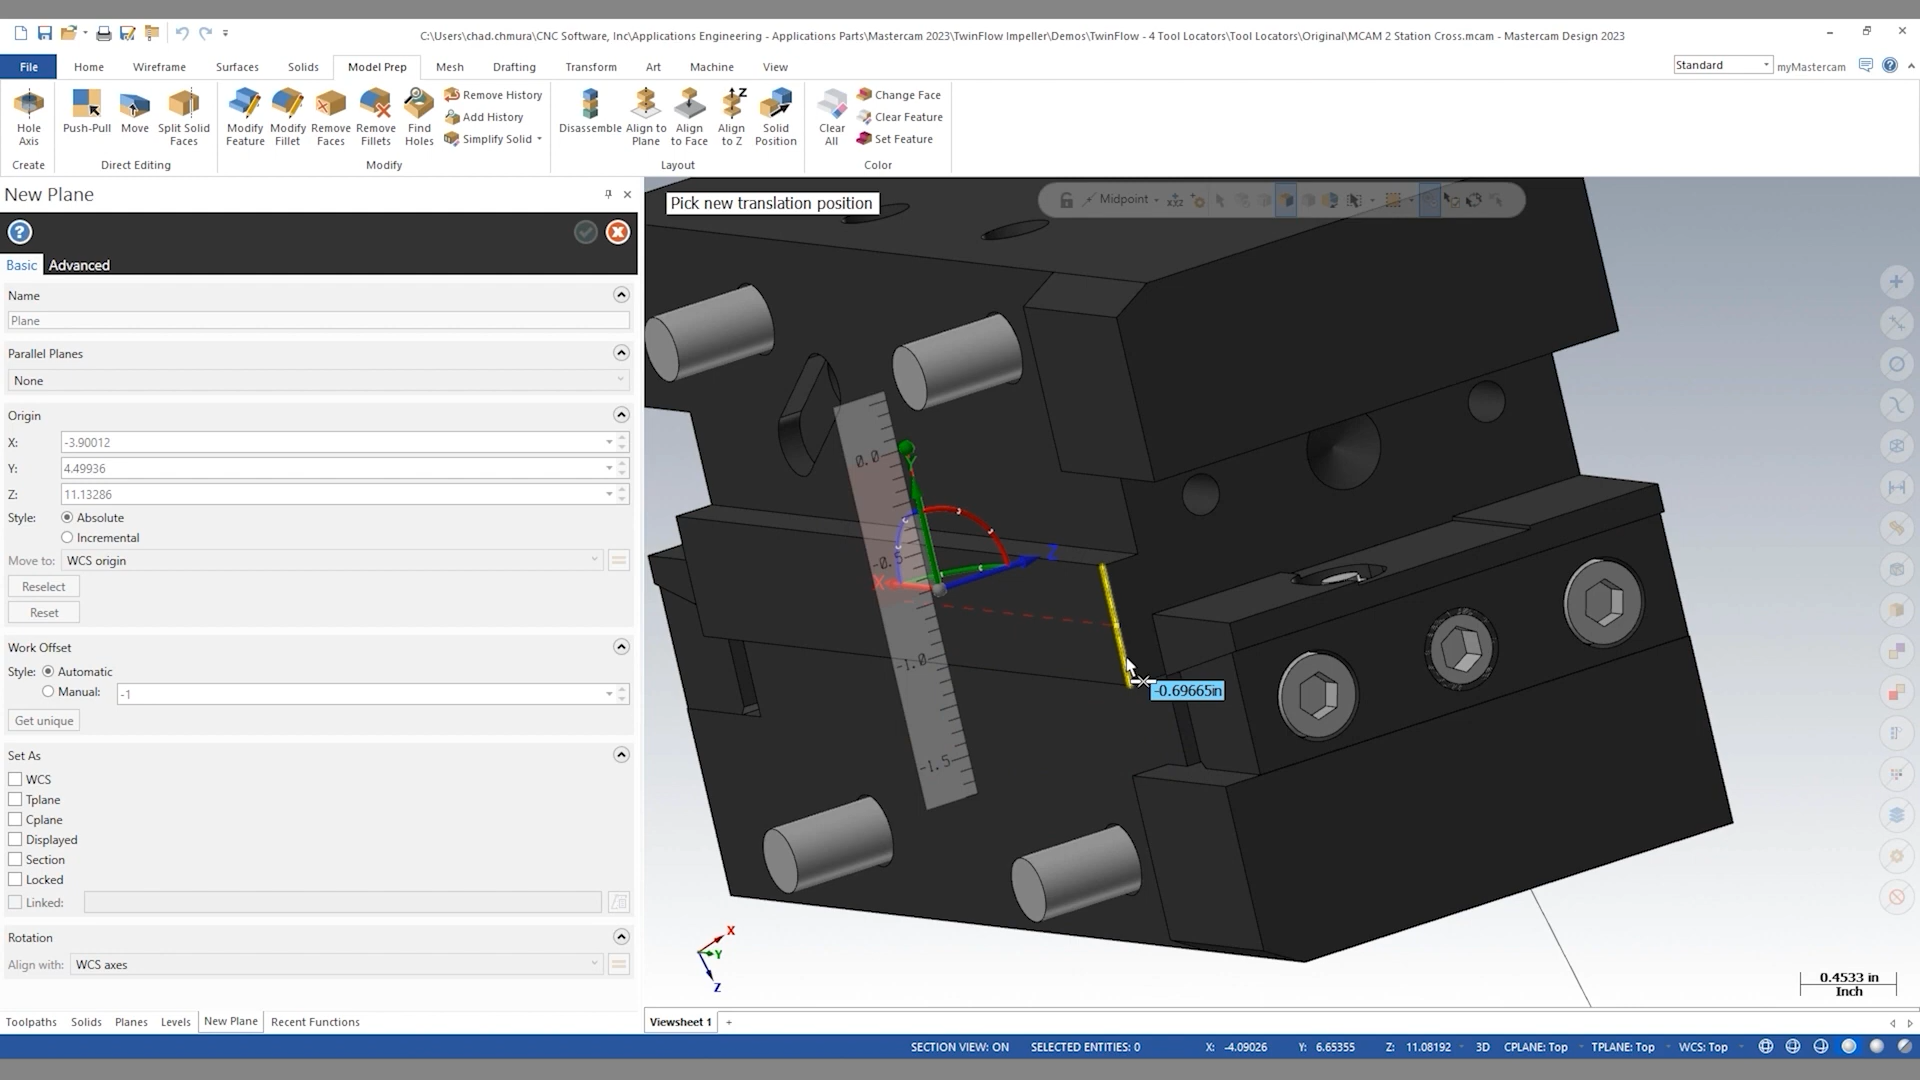 C:\Users\chad.chmura\CNC Software, Inc\Applications Engineering - Applications Parts\Mastercam 2023\TwinFlow Impeller\Demos\TwinFlow - 4 Tool Locators\Tool Locators\Original\MCAM 2 Station Cross.mcam - Mastercam Design 2023
File Home Wireframe Surfaces Solids Model Prep Mesh Drafting Transform Art Machine View Standard myMastercam
Hole Axis
Push-Pull
Move
Split Solid Faces
Modify Feature
Modify Fillet
Remove Faces
Remove Fillets
Find Holes
Remove History
Add History
Simplify Solid
Disassemble
Align to Plane
Align to Face
Align to Z
Solid Position
Clear All
Change Face
Clear Feature
Set Feature
Create Direct Editing Modify Layout Color
New Plane
Basic Advanced
Name
Plane
Parallel Planes
None
Origin
X: -3.90012
Y: 4.49936
Z: 11.13286
Style: Absolute
Incremental
Move to: WCS origin
Reselect
Reset
Work Offset
Style: Automatic
Manual: -1
Get unique
Set As
WCS
Tplane
Cplane
Displayed
Section
Locked
Linked:
Rotation
Align with: WCS axes
Toolpaths Solids Planes Levels New Plane Recent Functions
Pick new translation position
Midpoint
0.0
Y
-0.5
Z
X
-1.0
-0.69665in
-1.5
X
Y
Z
0.4533 in
Inch
Viewsheet 1 +
SECTION VIEW: ON SELECTED ENTITIES: 0 X: -4.09026 Y: 6.65355 Z: 11.08192 3D CPLANE: Top TPLANE: Top WCS: Top